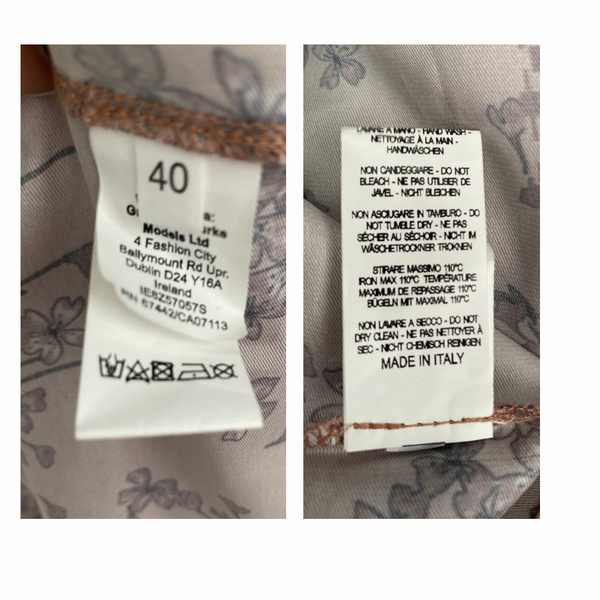 40
a:
Models Ltd
4 Fashion City
Ballymount Rd Upr.
Dublin D24 Y16A
Ireland
IE8Z57057S
RN 67442/CA07113
LAVARE A MANO - HAND WASH -
NETTOYAGE À LA MAIN -
HANDWÄSCHEN
NON CANDEGGIARE - DO NOT
BLEACH - NE PAS UTILISER DE
JAVEL - NICHT BLEICHEN
NON ASCIUGARE IN TAMBURO - DO
NOT TUMBLE DRY - NE PAS
SÉCHER AU SÉCHOIR - NICHT IM
WÄSCHETROCKNER TROKNEN
STIRARE MASSIMO 110°C
IRON MAX 110°C TEMPÉRATURE
MAXIMUM DE REPASSAGE 110°C
BÜGELN MIT MAXIMAL 110°C
NON LAVARE A SECCO - DO NOT
DRY CLEAN - NE PAS NETTOYER À
SEC - NICHT CHEMISCH REINIGEN
MADE IN ITALY